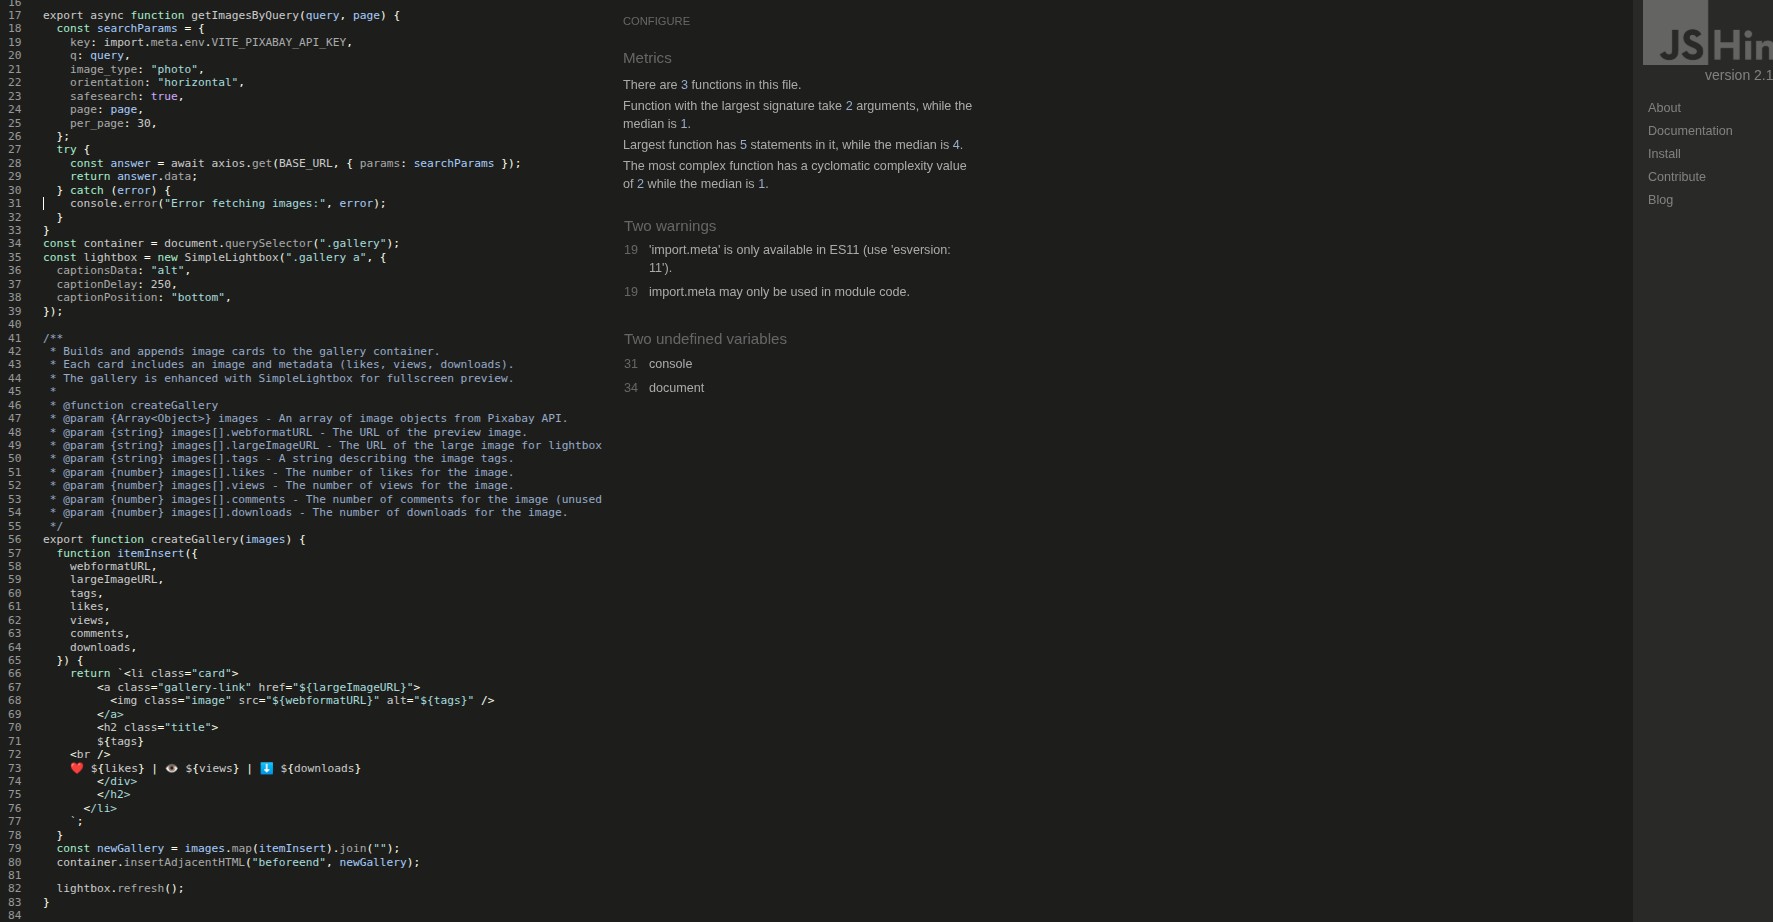 16
17 export async function getImagesByQuery(query, page) {
18   const searchParams = {
19     key: import.meta.env.VITE_PIXABAY_API_KEY,
20     q: query,
21     image_type: "photo",
22     orientation: "horizontal",
23     safesearch: true,
24     page: page,
25     per_page: 30,
26   };
27   try {
28     const answer = await axios.get(BASE_URL, { params: searchParams });
29     return answer.data;
30   } catch (error) {
31     console.error("Error fetching images:", error);
32   }
33 }
34 const container = document.querySelector(".gallery");
35 const lightbox = new SimpleLightbox(".gallery a", {
36   captionsData: "alt",
37   captionDelay: 250,
38   captionPosition: "bottom",
39 });
40
41 /**
42  * Builds and appends image cards to the gallery container.
43  * Each card includes an image and metadata (likes, views, downloads).
44  * The gallery is enhanced with SimpleLightbox for fullscreen preview.
45  *
46  * @function createGallery
47  * @param {Array<Object>} images - An array of image objects from Pixabay API.
48  * @param {string} images[].webformatURL - The URL of the preview image.
49  * @param {string} images[].largeImageURL - The URL of the large image for lightbox
50  * @param {string} images[].tags - A string describing the image tags.
51  * @param {number} images[].likes - The number of likes for the image.
52  * @param {number} images[].views - The number of views for the image.
53  * @param {number} images[].comments - The number of comments for the image (unused
54  * @param {number} images[].downloads - The number of downloads for the image.
55  */
56 export function createGallery(images) {
57   function itemInsert({
58     webformatURL,
59     largeImageURL,
60     tags,
61     likes,
62     views,
63     comments,
64     downloads,
65   }) {
66     return `<li class="card">
67         <a class="gallery-link" href="${largeImageURL}">
68           <img class="image" src="${webformatURL}" alt="${tags}" />
69         </a>
70         <h2 class="title">
71         ${tags}
72     <br />
73     ❤️ ${likes} | 👁️ ${views} | ⬇️ ${downloads}
74         </div>
75         </h2>
76       </li>
77     `;
78   }
79   const newGallery = images.map(itemInsert).join("");
80   container.insertAdjacentHTML("beforeend", newGallery);
81
82   lightbox.refresh();
83 }
84
CONFIGURE
Metrics
There are 3 functions in this file.
Function with the largest signature take 2 arguments, while the
median is 1.
Largest function has 5 statements in it, while the median is 4.
The most complex function has a cyclomatic complexity value
of 2 while the median is 1.
Two warnings
19 'import.meta' is only available in ES11 (use 'esversion:
11').
19 import.meta may only be used in module code.
Two undefined variables
31 console
34 document
JSHin
version 2.1
About
Documentation
Install
Contribute
Blog